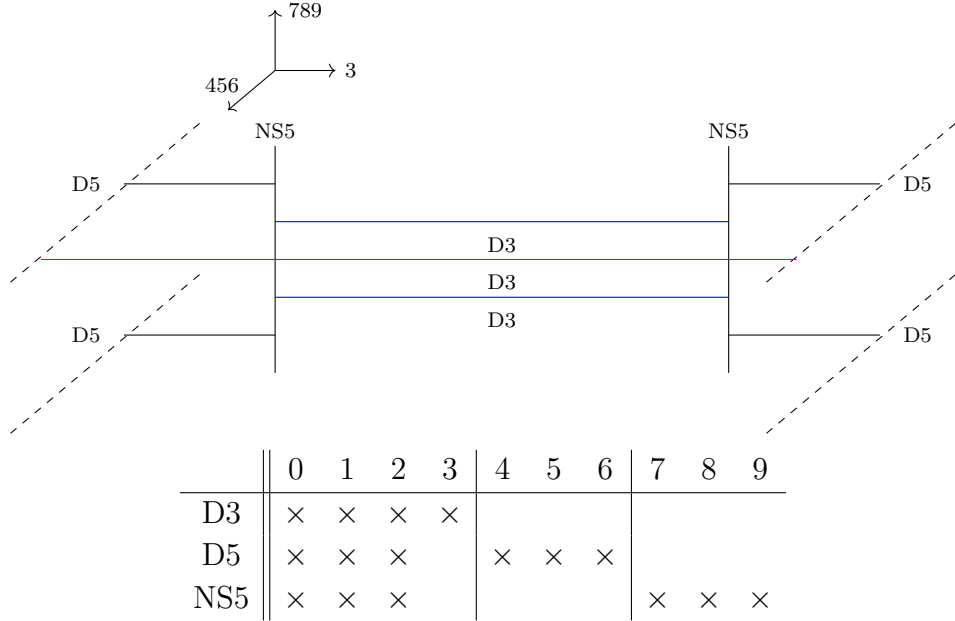 789
3
456
NS5 NS5
D5 D5
D3
D3
D3
D5 D5
0 1 2 3 4 5 6 7 8 9
D3 × × × ×
D5 × × × × × ×
NS5 × × × × × ×